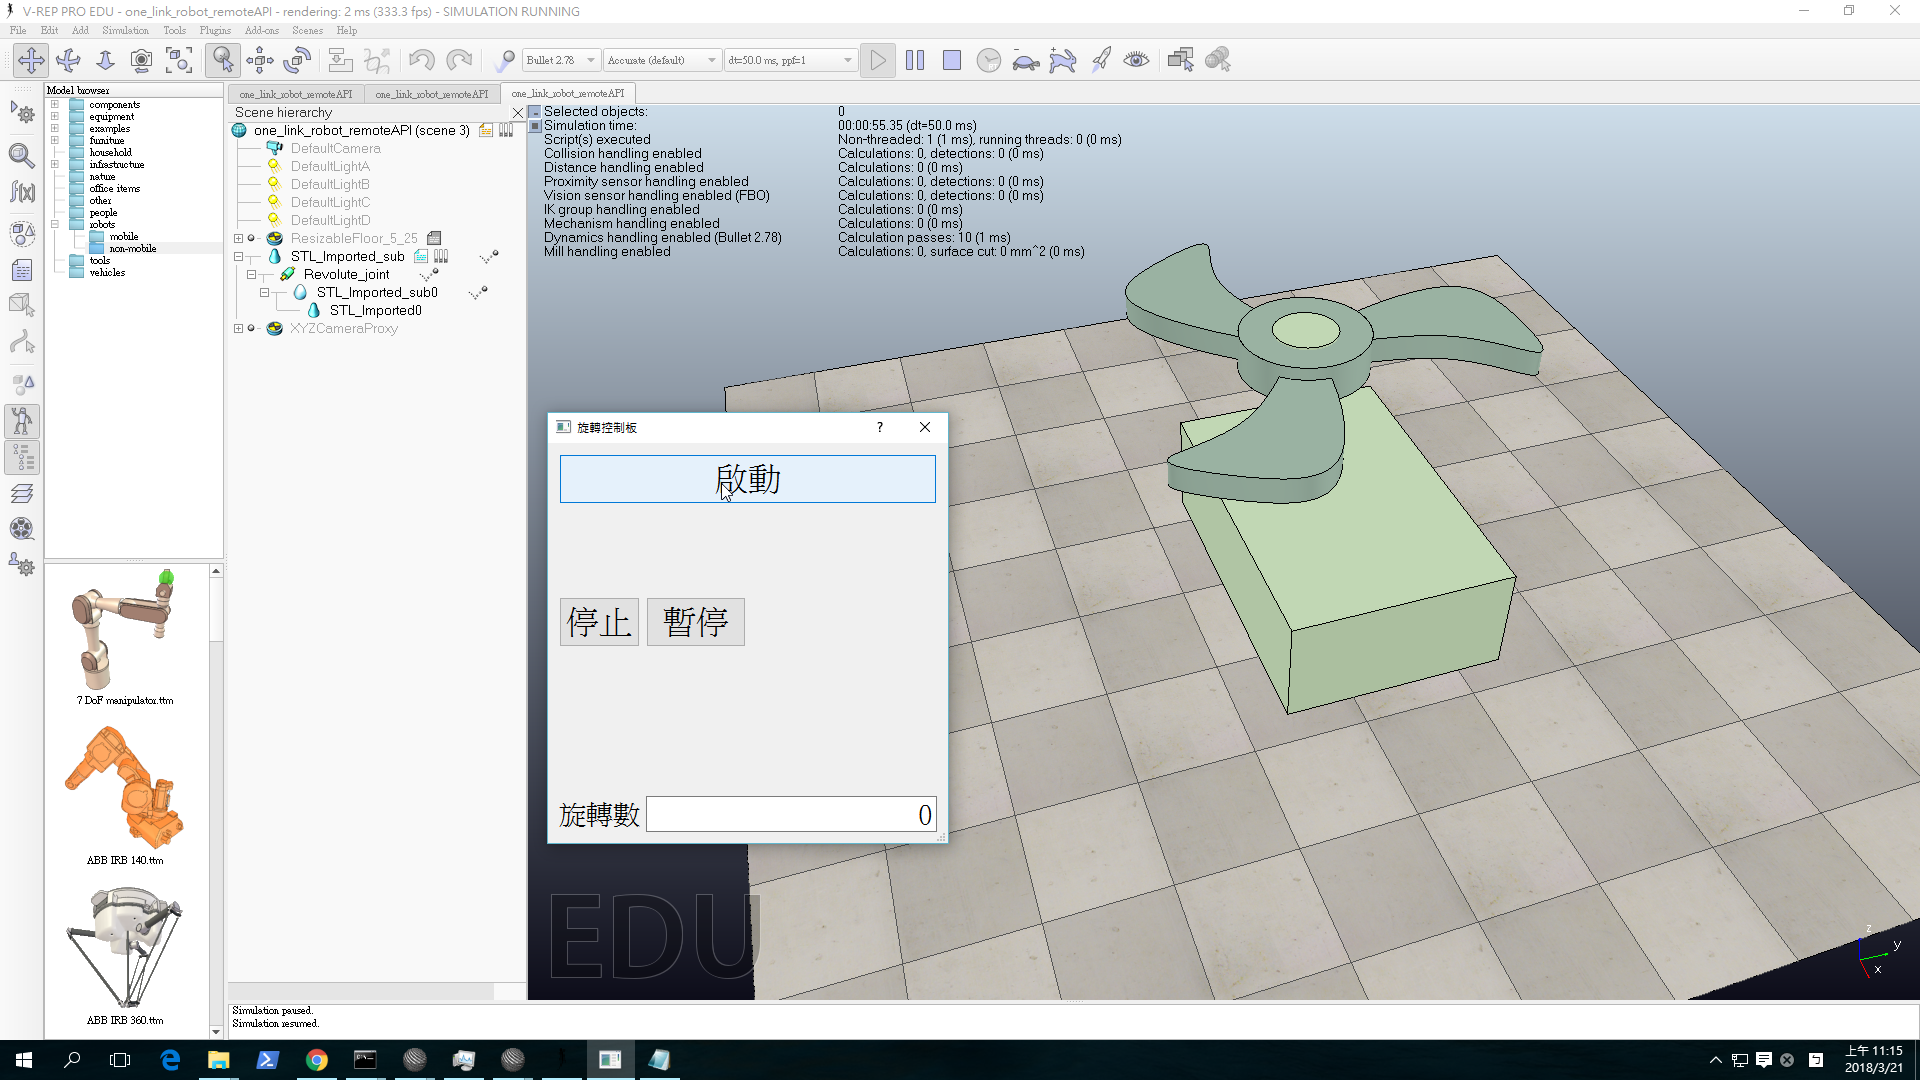 V-REP PRO EDU - one_link_robot_remoteAPI - rendering: 2 ms (333.3 fps) - SIMULATION RUNNING
File Edit Add Simulation Tools Plugins Add-ons Scenes Help
Bullet 2.78 Accurate (default) dt=50.0 ms, ppf=1
Model browser
components
equipment
examples
furniture
household
infrastructure
nature
office items
other
people
robots
mobile
non-mobile
tools
vehicles
7 DoF manipulator.ttm
ABB IRB 140.ttm
ABB IRB 360.ttm
one_link_robot_remoteAPI one_link_robot_remoteAPI one_link_robot_remoteAPI
Scene hierarchy
one_link_robot_remoteAPI (scene 3)
DefaultCamera
DefaultLightA
DefaultLightB
DefaultLightC
DefaultLightD
ResizableFloor_5_25
STL_Imported_sub
Revolute_joint
STL_Imported_sub0
STL_Imported0
XYZCameraProxy
Selected objects: 0
Simulation time: 00:00:55.35 (dt=50.0 ms)
Script(s) executed Non-threaded: 1 (1 ms), running threads: 0 (0 ms)
Collision handling enabled Calculations: 0, detections: 0 (0 ms)
Distance handling enabled Calculations: 0 (0 ms)
Proximity sensor handling enabled Calculations: 0, detections: 0 (0 ms)
Vision sensor handling enabled (FBO) Calculations: 0, detections: 0 (0 ms)
IK group handling enabled Calculations: 0 (0 ms)
Mechanism handling enabled Calculations: 0 (0 ms)
Dynamics handling enabled (Bullet 2.78) Calculation passes: 10 (1 ms)
Mill handling enabled Calculations: 0, surface cut: 0 mm^2 (0 ms)
旋轉控制板
?
啟動
停止 暫停
旋轉數 0
EDU
z
y
x
Simulation paused.
Simulation resumed.
上午 11:15
2018/3/21